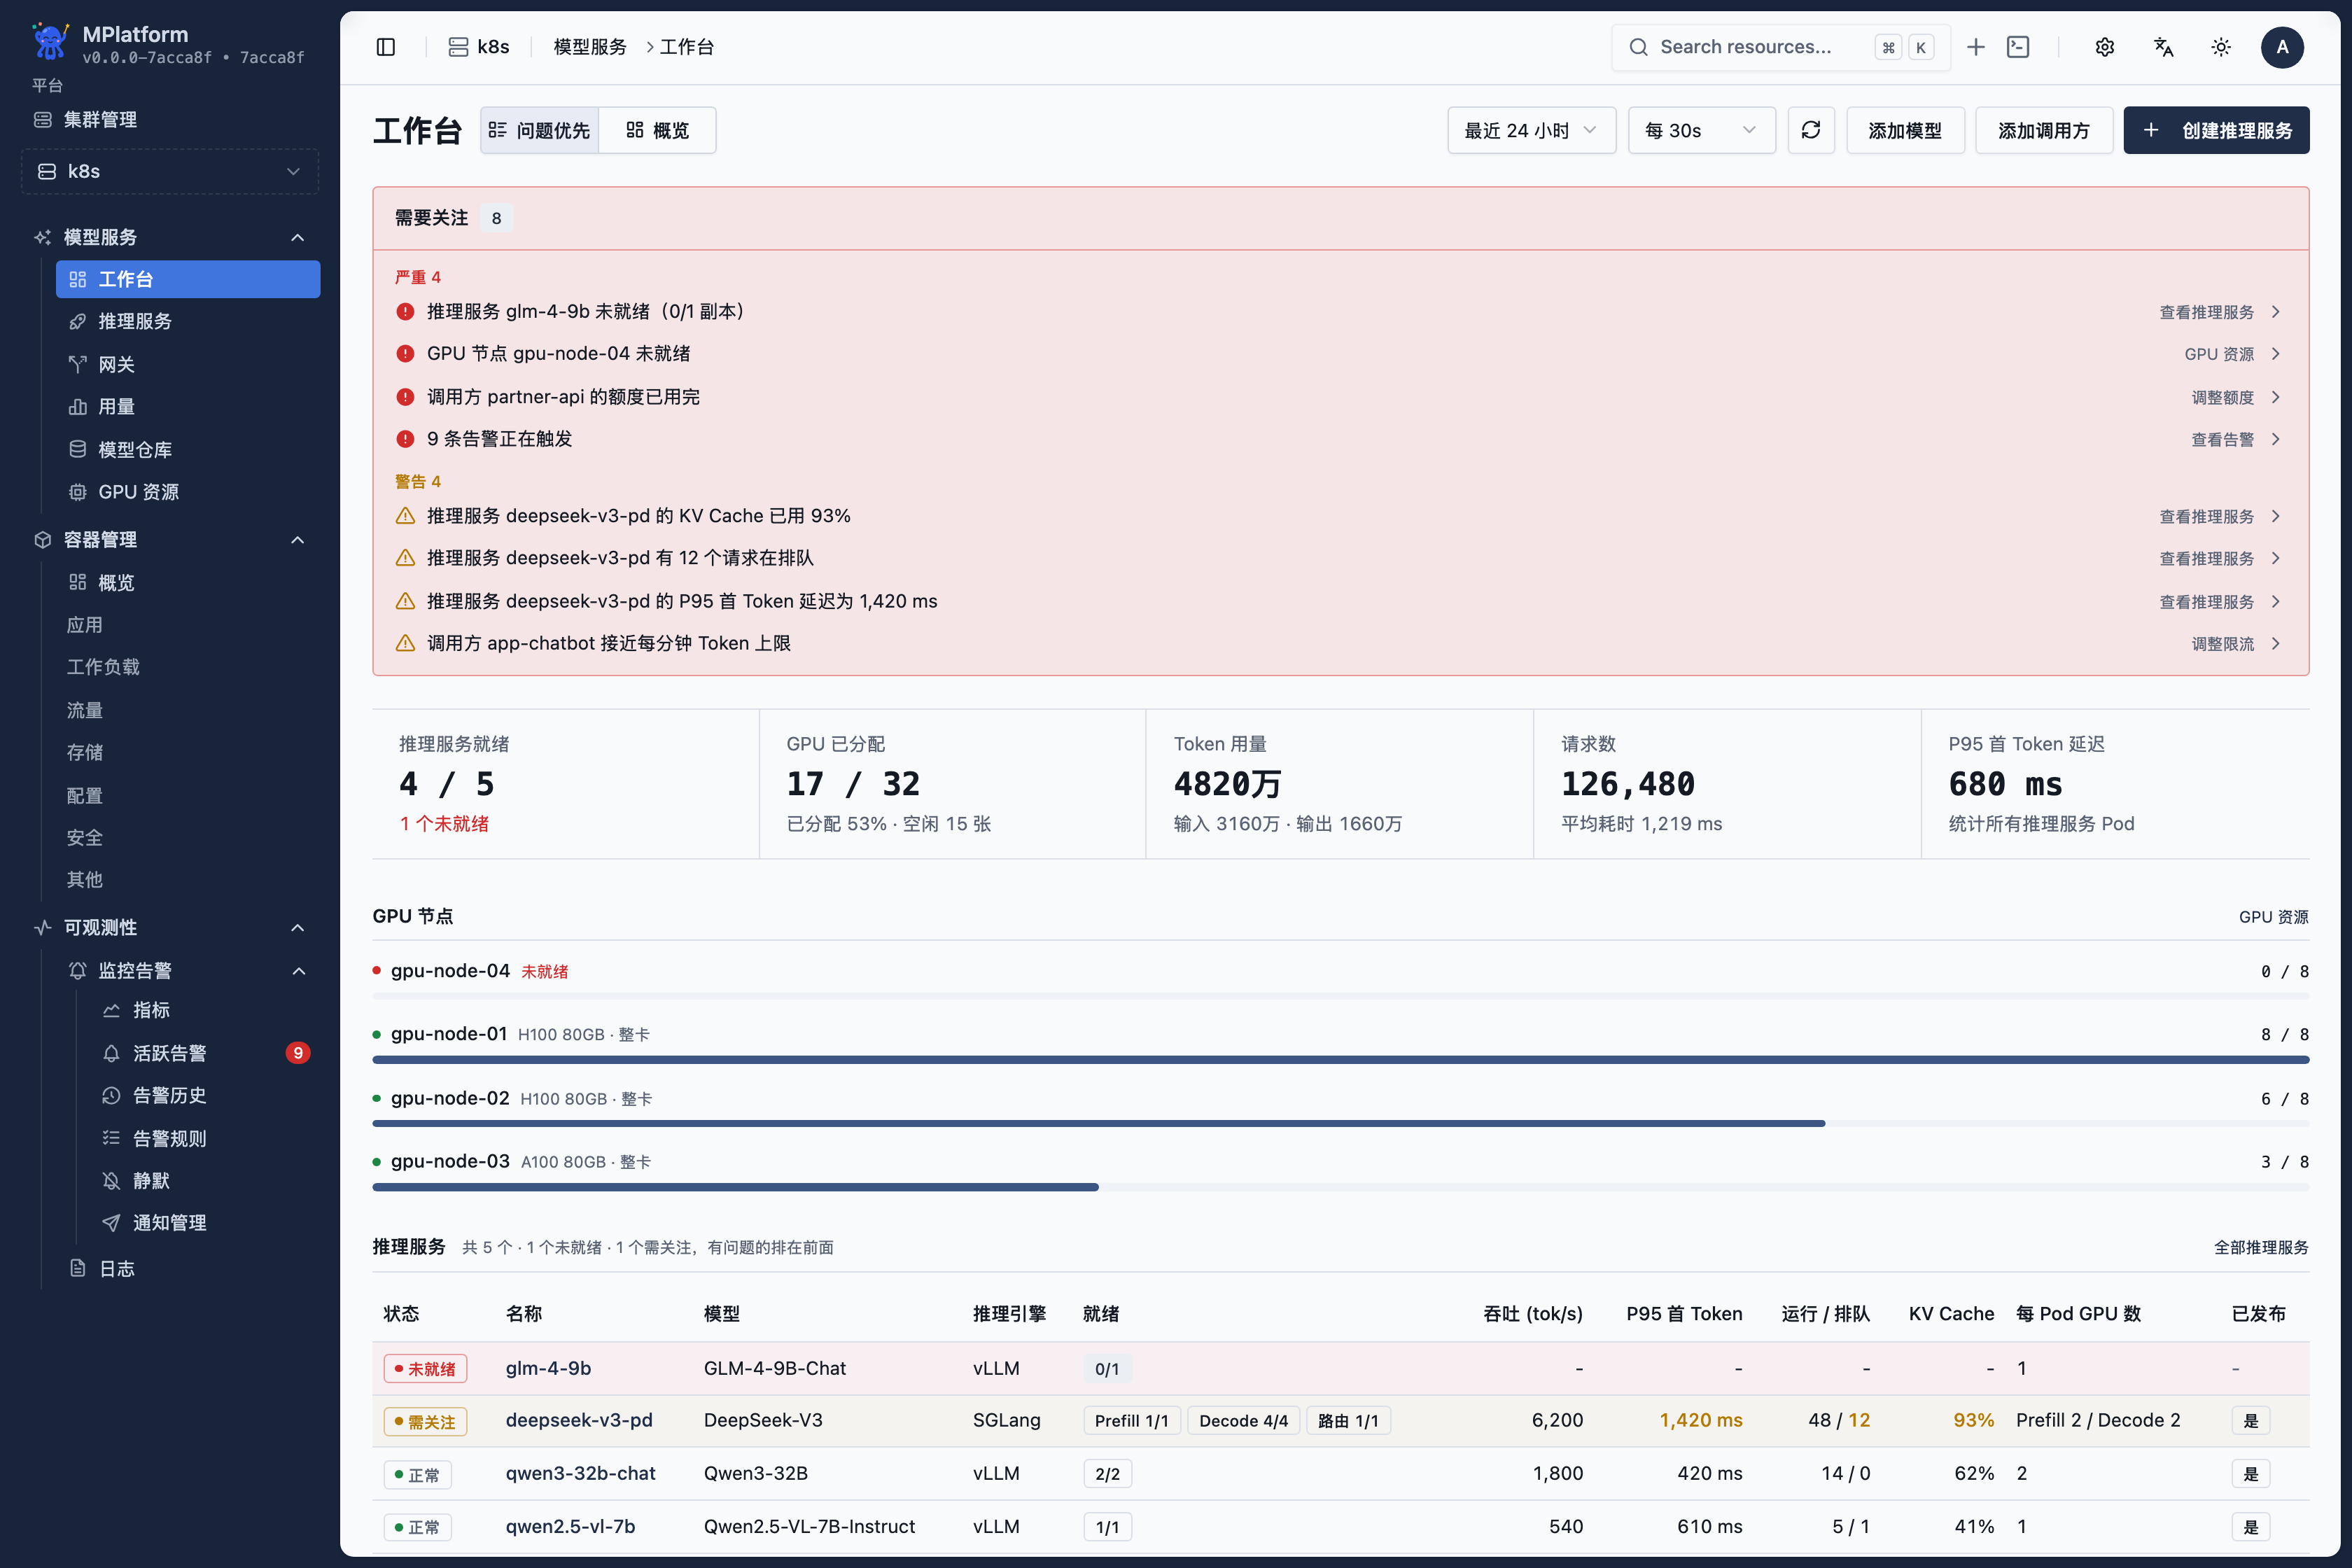 MPlatform
v0.0.0-7acca8f • 7acca8f
平台
集群管理
k8s
模型服务
工作台
推理服务
网关
用量
模型仓库
GPU 资源
容器管理
概览
应用
工作负载
流量
存储
配置
安全
其他
可观测性
监控告警
指标
活跃告警 9
告警历史
告警规则
静默
通知管理
日志
k8s 模型服务 工作台 Search resources... ⌘ K A
工作台 问题优先 概览 最近 24 小时 每 30s 添加模型 添加调用方 创建推理服务
需要关注 8
严重 4
推理服务 glm-4-9b 未就绪（0/1 副本） 查看推理服务
GPU 节点 gpu-node-04 未就绪 GPU 资源
调用方 partner-api 的额度已用完 调整额度
9 条告警正在触发 查看告警
警告 4
推理服务 deepseek-v3-pd 的 KV Cache 已用 93% 查看推理服务
推理服务 deepseek-v3-pd 有 12 个请求在排队 查看推理服务
推理服务 deepseek-v3-pd 的 P95 首 Token 延迟为 1,420 ms 查看推理服务
调用方 app-chatbot 接近每分钟 Token 上限 调整限流
推理服务就绪
4 / 5
1 个未就绪
GPU 已分配
17 / 32
已分配 53% · 空闲 15 张
Token 用量
4820万
输入 3160万 · 输出 1660万
请求数
126,480
平均耗时 1,219 ms
P95 首 Token 延迟
680 ms
统计所有推理服务 Pod
GPU 节点 GPU 资源
gpu-node-04 未就绪 0 / 8
gpu-node-01 H100 80GB · 整卡 8 / 8
gpu-node-02 H100 80GB · 整卡 6 / 8
gpu-node-03 A100 80GB · 整卡 3 / 8
推理服务 共 5 个 · 1 个未就绪 · 1 个需关注，有问题的排在前面 全部推理服务
状态 名称 模型 推理引擎 就绪 吞吐 (tok/s) P95 首 Token 运行 / 排队 KV Cache 每 Pod GPU 数 已发布
未就绪 glm-4-9b GLM-4-9B-Chat vLLM 0/1 - - - - 1 -
需关注 deepseek-v3-pd DeepSeek-V3 SGLang Prefill 1/1 Decode 4/4 路由 1/1 6,200 1,420 ms 48 / 12 93% Prefill 2 / Decode 2 是
正常 qwen3-32b-chat Qwen3-32B vLLM 2/2 1,800 420 ms 14 / 0 62% 2 是
正常 qwen2.5-vl-7b Qwen2.5-VL-7B-Instruct vLLM 1/1 540 610 ms 5 / 1 41% 1 是